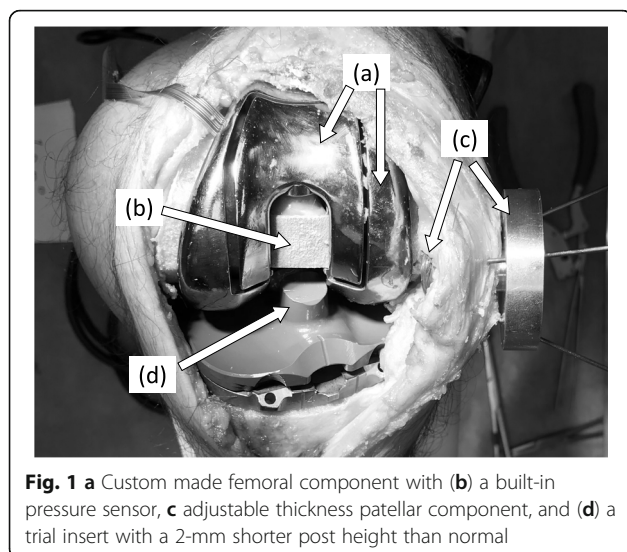 (a)
(c)
(b)
(d)
Fig. 1 a Custom made femoral component with (b) a built-in
pressure sensor, c adjustable thickness patellar component, and (d) a
trial insert with a 2-mm shorter post height than normal